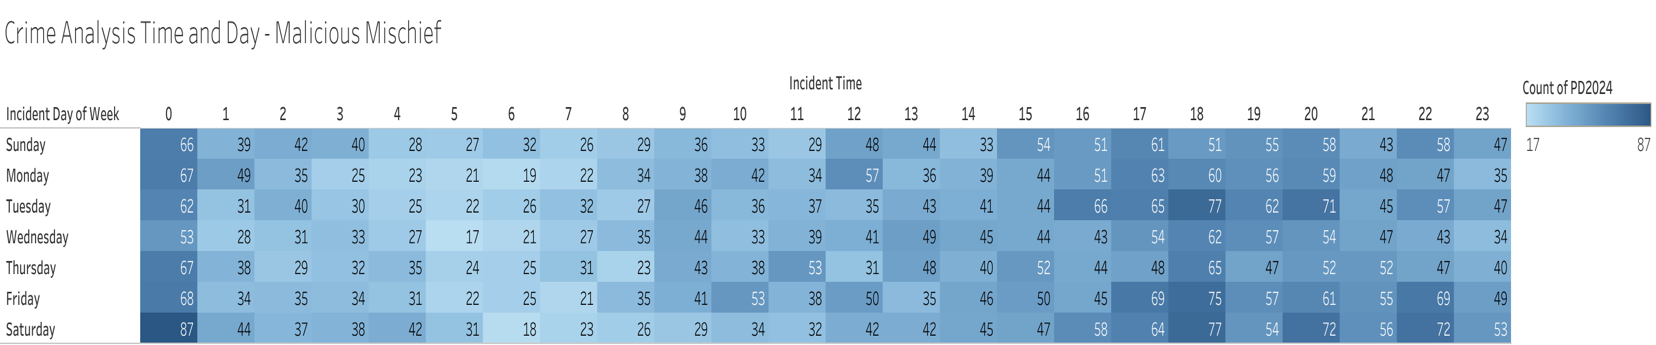 Crime Analysis Time and Day - Malicious Mischief
Incident Time
Count of PD2024
Incident Day of Week 0 1 2 3 4 5 6 7 8 9 10 11 12 13 14 15 16 17 18 19 20 21 22 23
17 87
Sunday 66 39 42 40 28 27 32 26 29 36 33 29 48 44 33 54 51 61 51 55 58 43 58 47
Monday 67 49 35 25 23 21 19 22 34 38 42 34 57 36 39 44 51 63 60 56 59 48 47 35
Tuesday 62 31 40 30 25 22 26 32 27 46 36 37 35 43 41 44 66 65 77 62 71 45 57 47
Wednesday 53 28 31 33 27 17 21 27 35 44 33 39 41 49 45 44 43 54 62 57 54 47 43 34
Thursday 67 38 29 32 35 24 25 31 23 43 38 53 31 48 40 52 44 48 65 47 52 52 47 40
Friday 68 34 35 34 31 22 25 21 35 41 53 38 50 35 46 50 45 69 75 57 61 55 69 49
Saturday 87 44 37 38 42 31 18 23 26 29 34 32 42 42 45 47 58 64 77 54 72 56 72 53